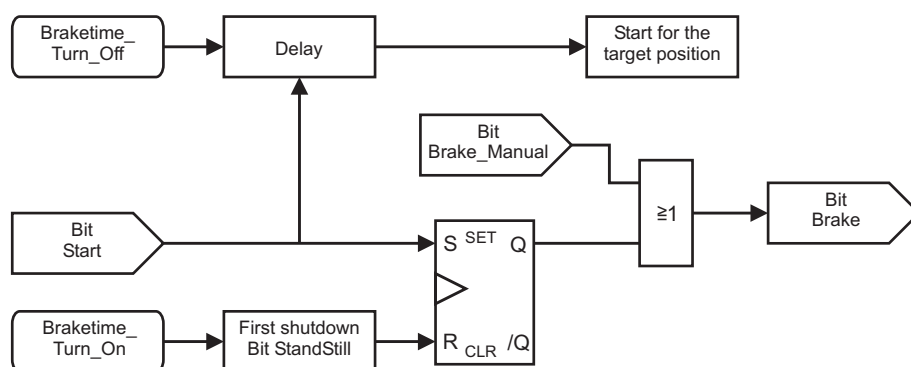 Braketime_
Turn_Off
Delay
Start for the
target position
Bit
Brake_Manual
≧1
Bit
Brake
Bit
Start
S SET Q
R CLR /Q
Braketime_
Turn_On
First shutdown
Bit StandStill